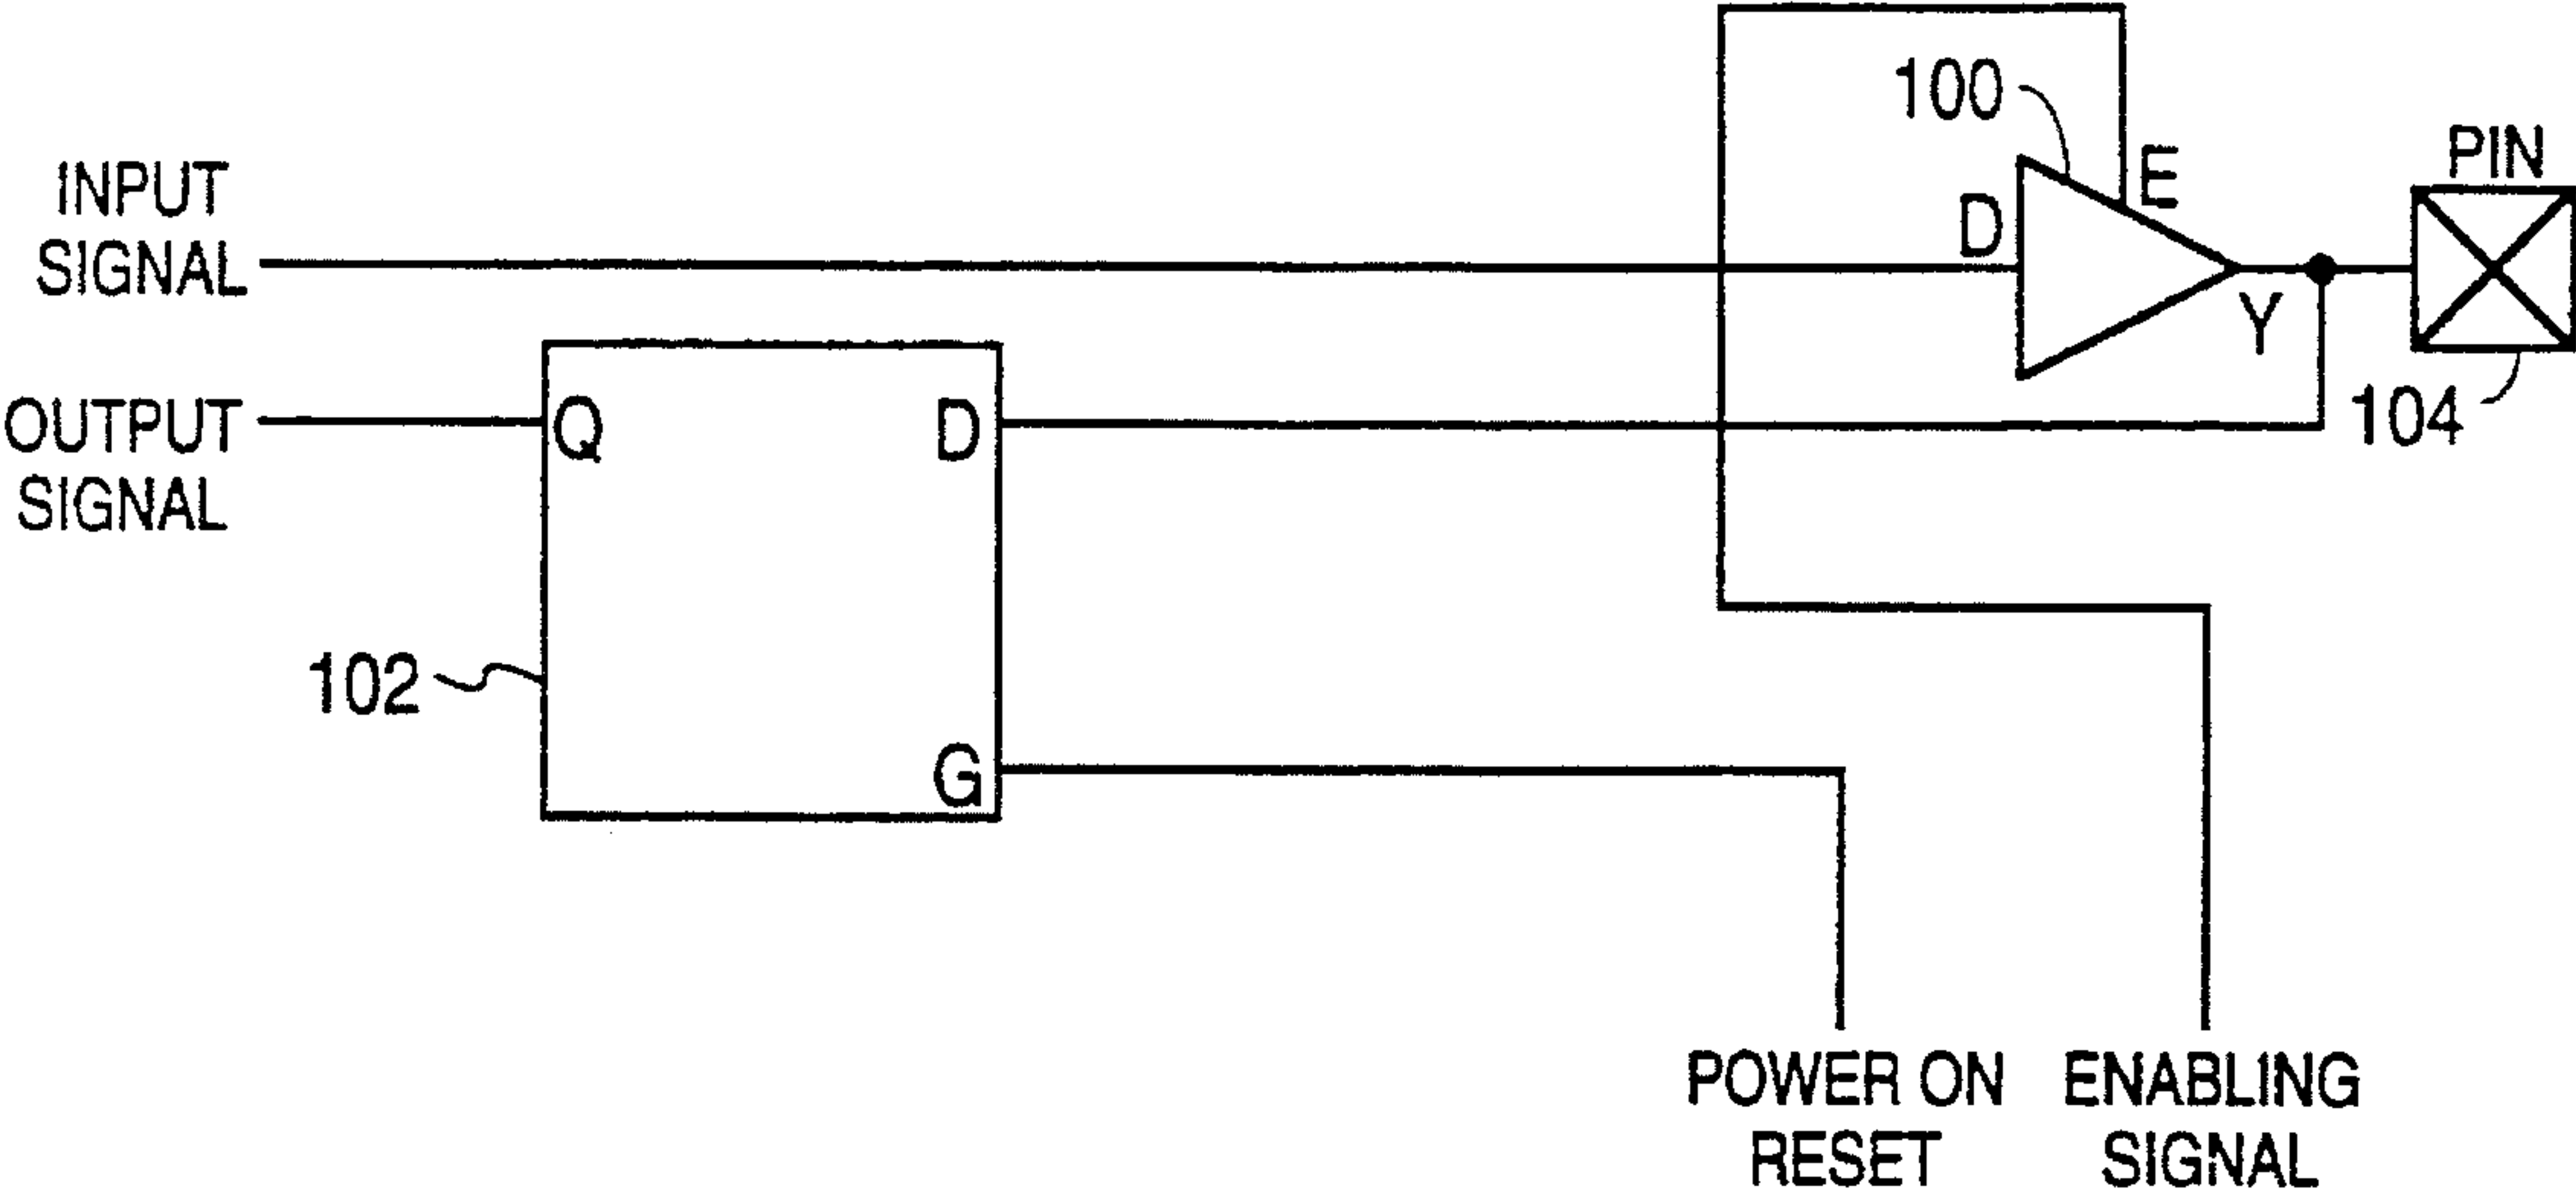 100
E
PIN
INPUT
SIGNAL
D
Y
104
OUTPUT
SIGNAL
Q
D
102
G
POWER ON
RESET
ENABLING
SIGNAL